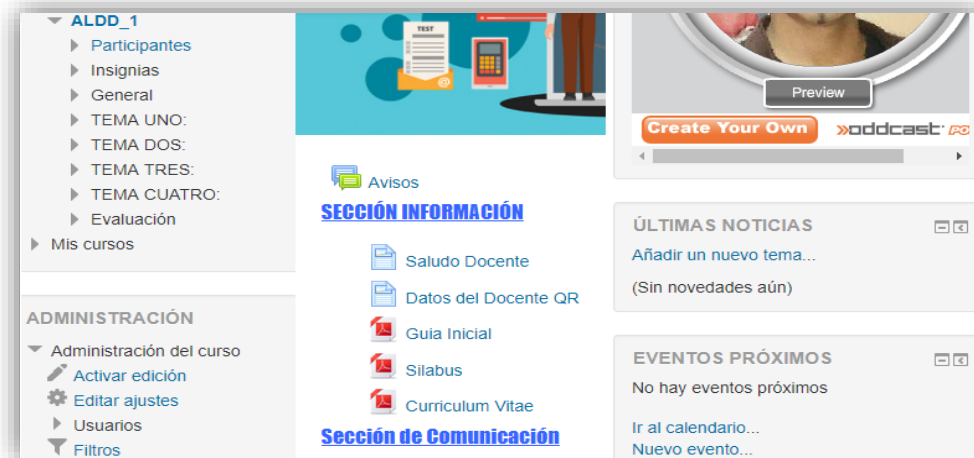 ALDD_1
Participantes
Insignias
General
TEMA UNO:
TEMA DOS:
TEMA TRES:
TEMA CUATRO:
Evaluación
Mis cursos
ADMINISTRACIÓN
Administración del curso
Activar edición
Editar ajustes
Usuarios
Filtros
TEST
@
Avisos
SECCIÓN INFORMACIÓN
Saludo Docente
Datos del Docente QR
Guia Inicial
Silabus
Curriculum Vitae
Sección de Comunicación
Preview
Create Your Own
oddcast
ÚLTIMAS NOTICIAS
Añadir un nuevo tema...
(Sin novedades aún)
EVENTOS PRÓXIMOS
No hay eventos próximos
Ir al calendario...
Nuevo evento...